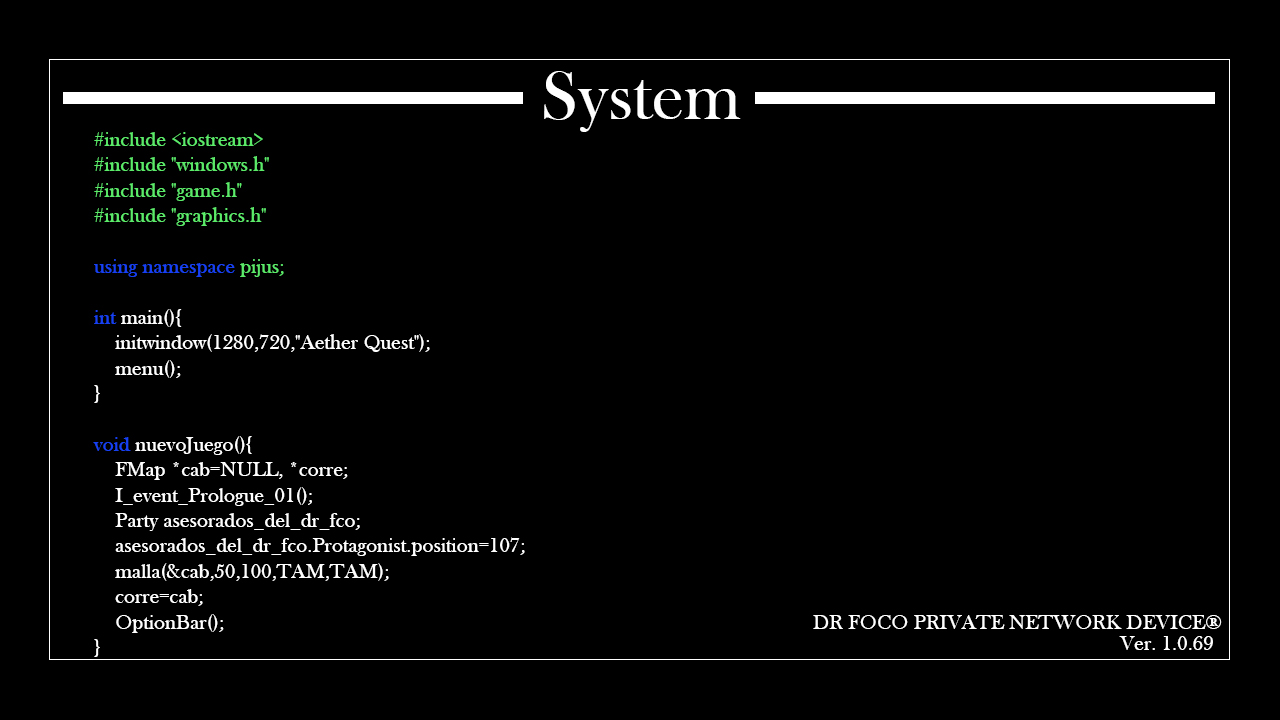 System
#include <iostream>
#include "windows.h"
#include "game.h"
#include "graphics.h"
using namespace pijus;
int main(){
initwindow(1280,720,"Aether Quest");
menu();
}
void nuevoJuego(){
FMap *cab=NULL, *corre;
I_event_Prologue_01();
Party asesorados_del_dr_fco;
asesorados_del_dr_fco.Protagonist.position=107;
malla(&cab,50,100,TAM,TAM);
corre=cab;
OptionBar();
}
DR FOCO PRIVATE NETWORK DEVICE®
Ver. 1.0.69